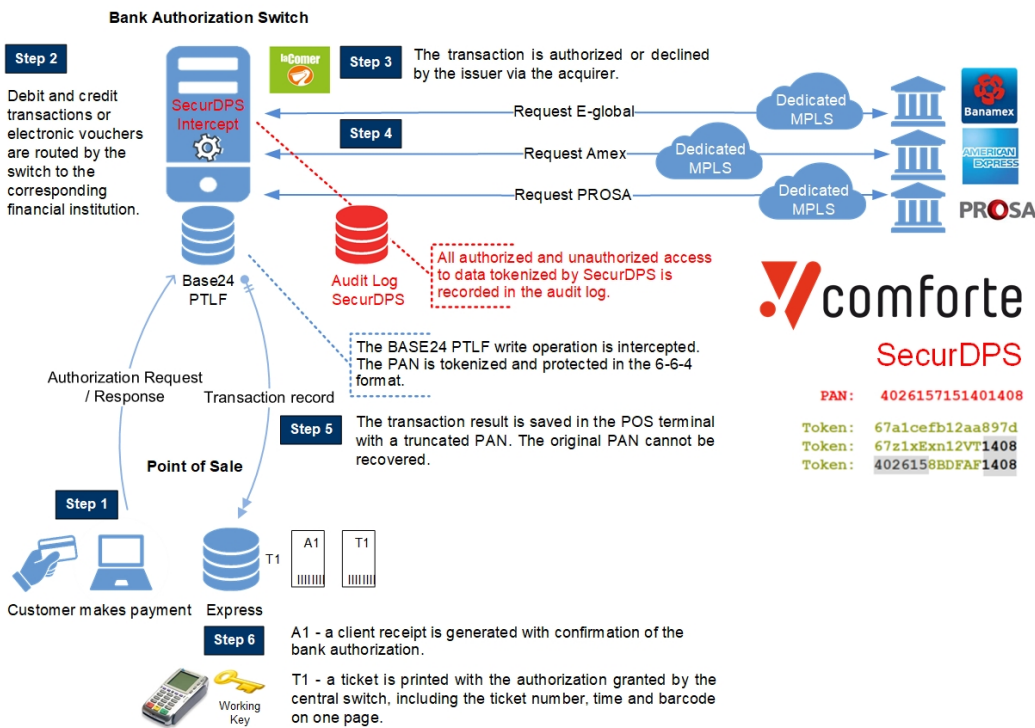 Bank Authorization Switch
Step 2
Debit and credit
transactions or
electronic vouchers
are routed by the
switch to the
corresponding
financial institution.
SecurDPS
Intercept
laComer
Step 3
The transaction is authorized or declined
by the issuer via the acquirer.
Step 4
Request E-global
Dedicated
MPLS
Banamex
Request Amex
Dedicated
MPLS
AMERICAN
EXPRESS
Request PROSA
Dedicated
MPLS
PROSA
Base24
PTLF
Audit Log
SecurDPS
All authorized and unauthorized access
to data tokenized by SecurDPS is
recorded in the audit log.
The BASE24 PTLF write operation is intercepted.
The PAN is tokenized and protected in the 6-6-4
format.
comforte
SecurDPS
PAN: 4026157151401408
Token: 67a1cefb12aa897d
Token: 67z1xExn12VT1408
Token: 4026158BDFAF1408
Authorization Request
/ Response
Transaction record
Step 5
The transaction result is saved in the POS terminal
with a truncated PAN. The original PAN cannot be
recovered.
Point of Sale
Step 1
Customer makes payment
Express
T1
A1
T1
Step 6
A1 - a client receipt is generated with confirmation of the
bank authorization.
T1 - a ticket is printed with the authorization granted by the
central switch, including the ticket number, time and barcode
on one page.
Working
Key